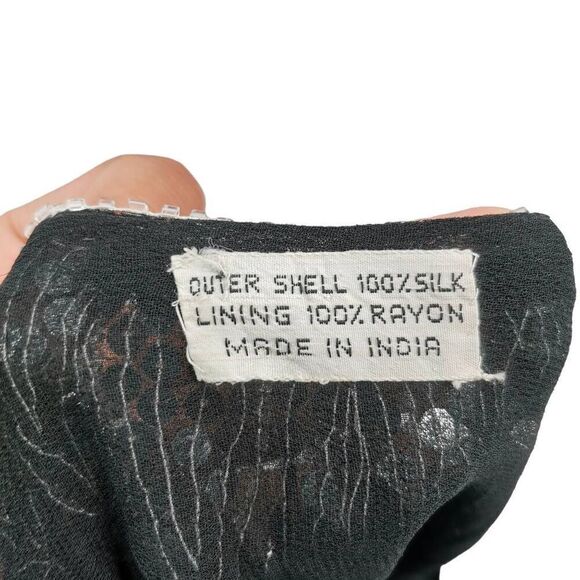 OUTER SHELL 100%SILK
LINING 100%RAYON
MADE IN INDIA